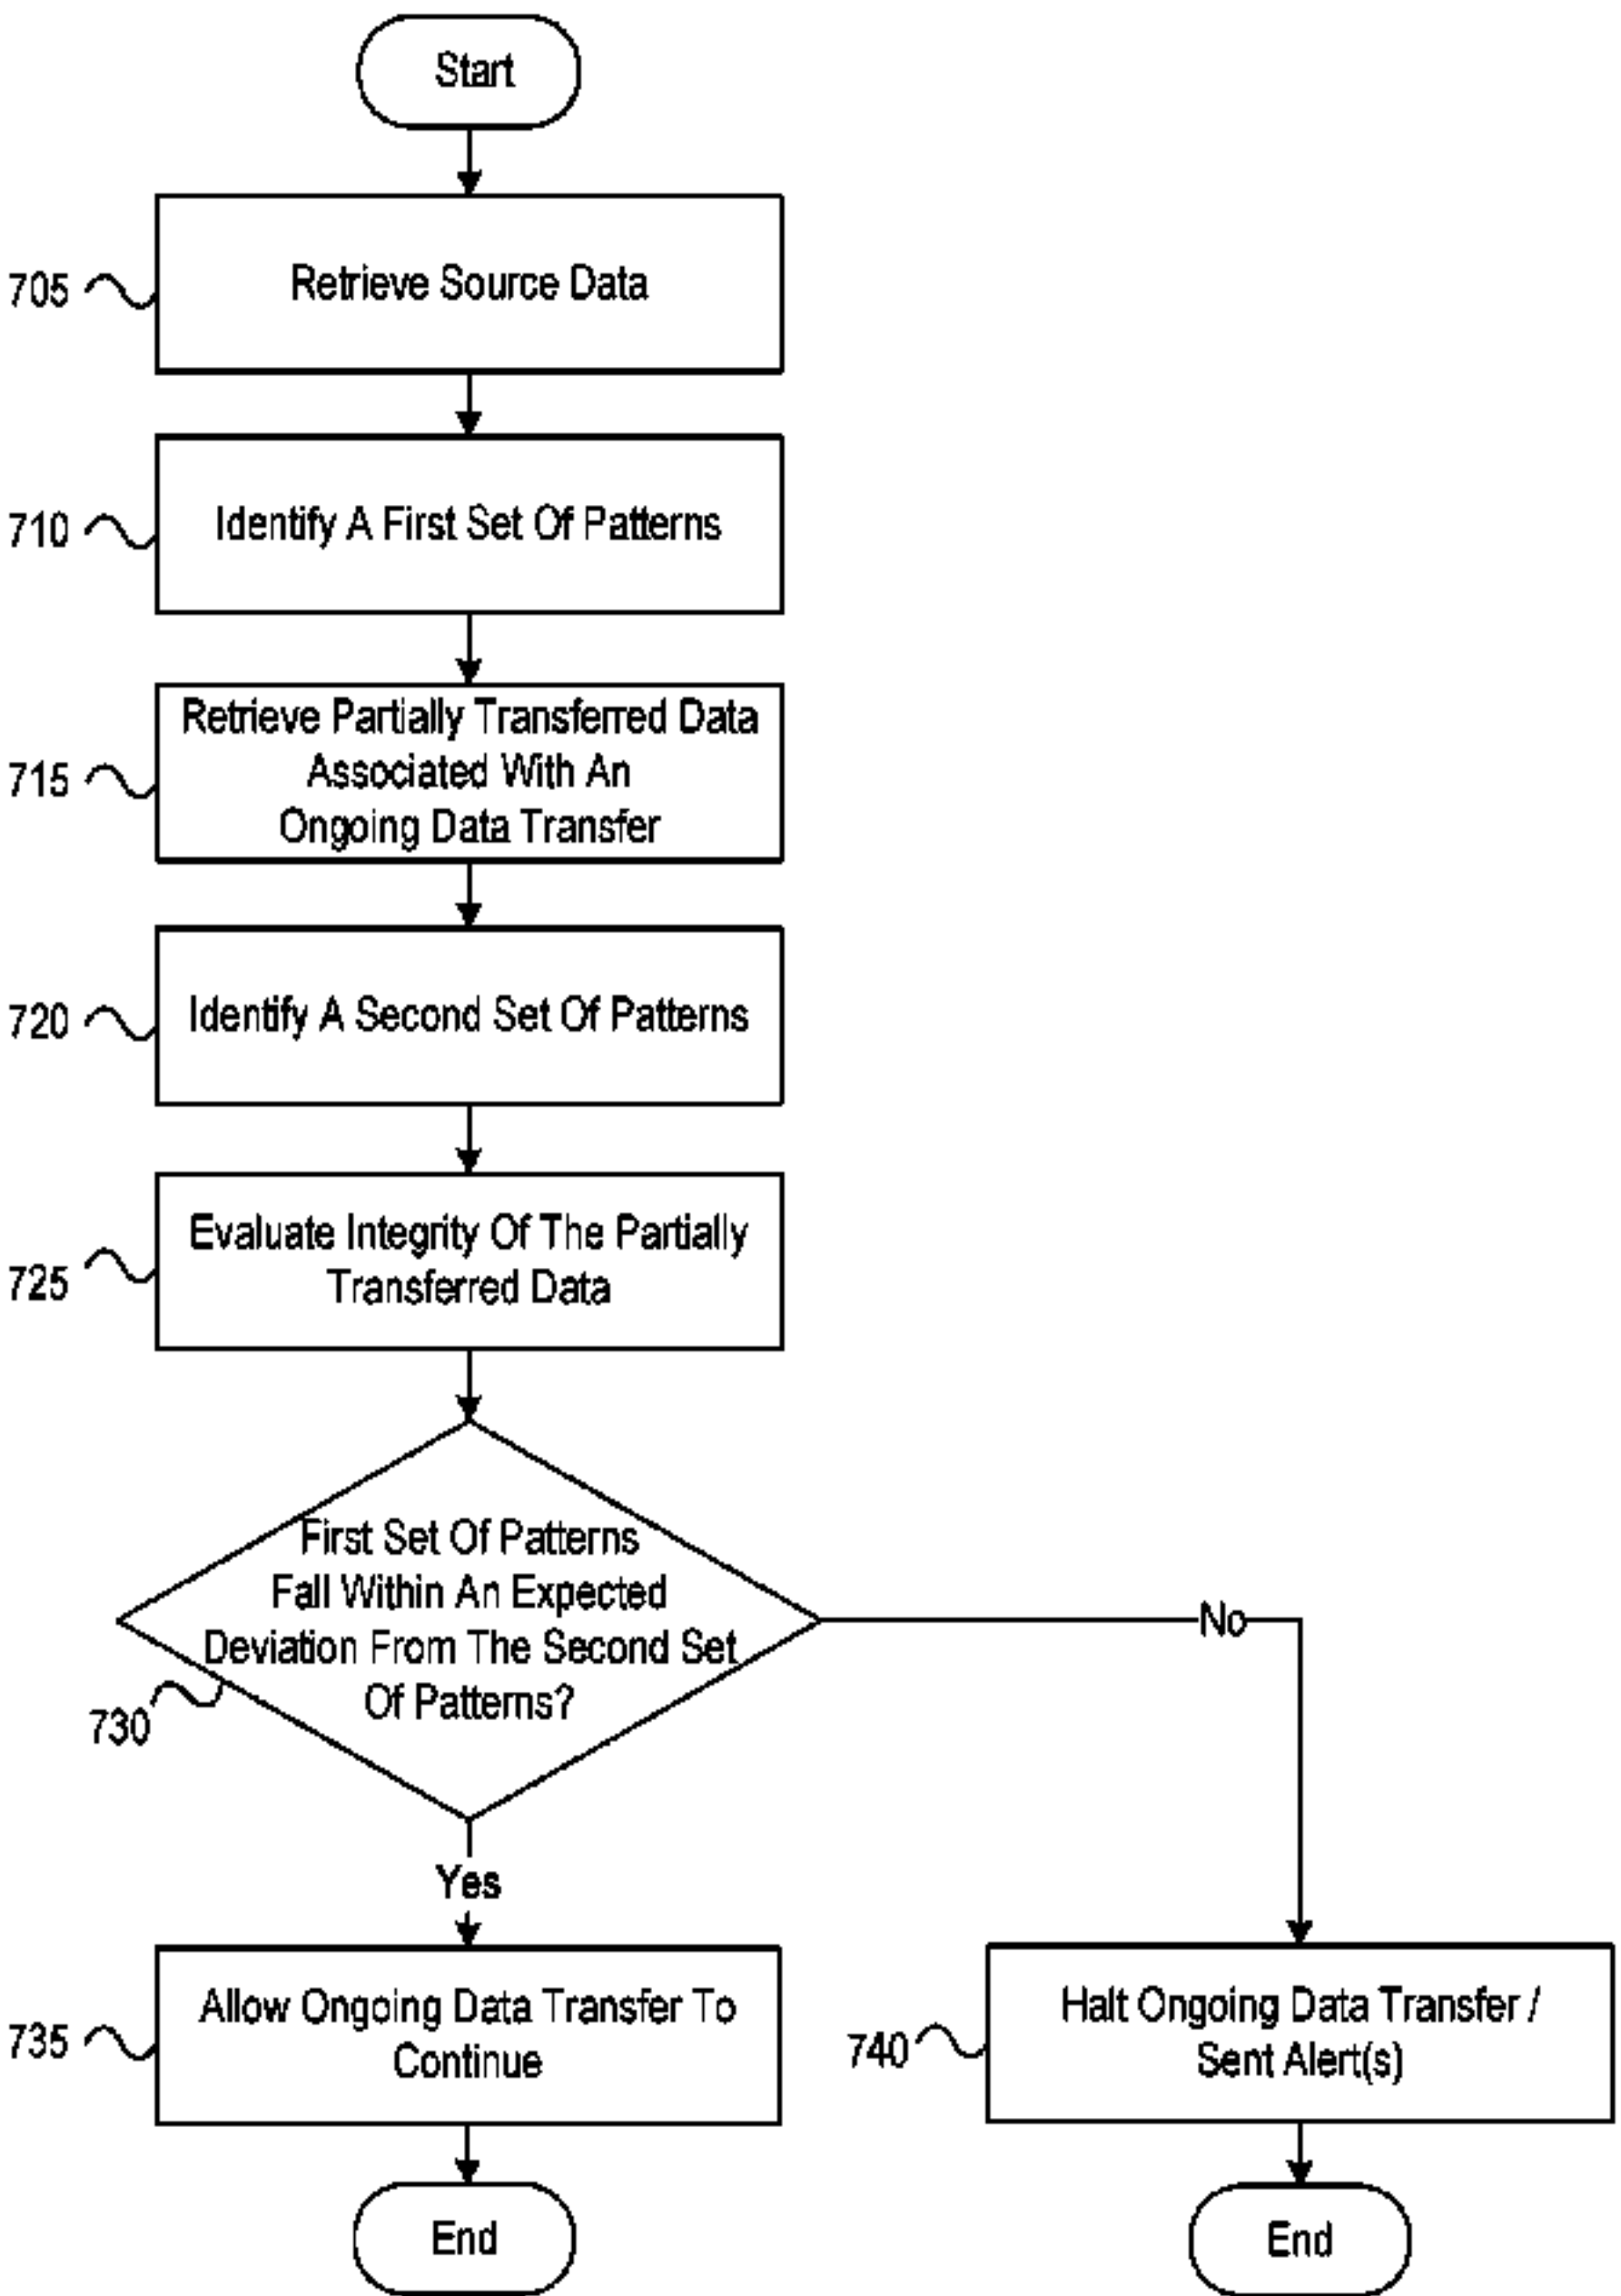 Start
705
Retrieve Source Data
710
Identify A First Set Of Patterns
715
Retrieve Partially Transferred Data
Associated With An
Ongoing Data Transfer
720
Identify A Second Set Of Patterns
725
Evaluate Integrity Of The Partially
Transferred Data
First Set Of Patterns
Fall Within An Expected
Deviation From The Second Set
Of Patterns?
730
No
Yes
735
Allow Ongoing Data Transfer To
Continue
740
Halt Ongoing Data Transfer /
Sent Alert(s)
End
End